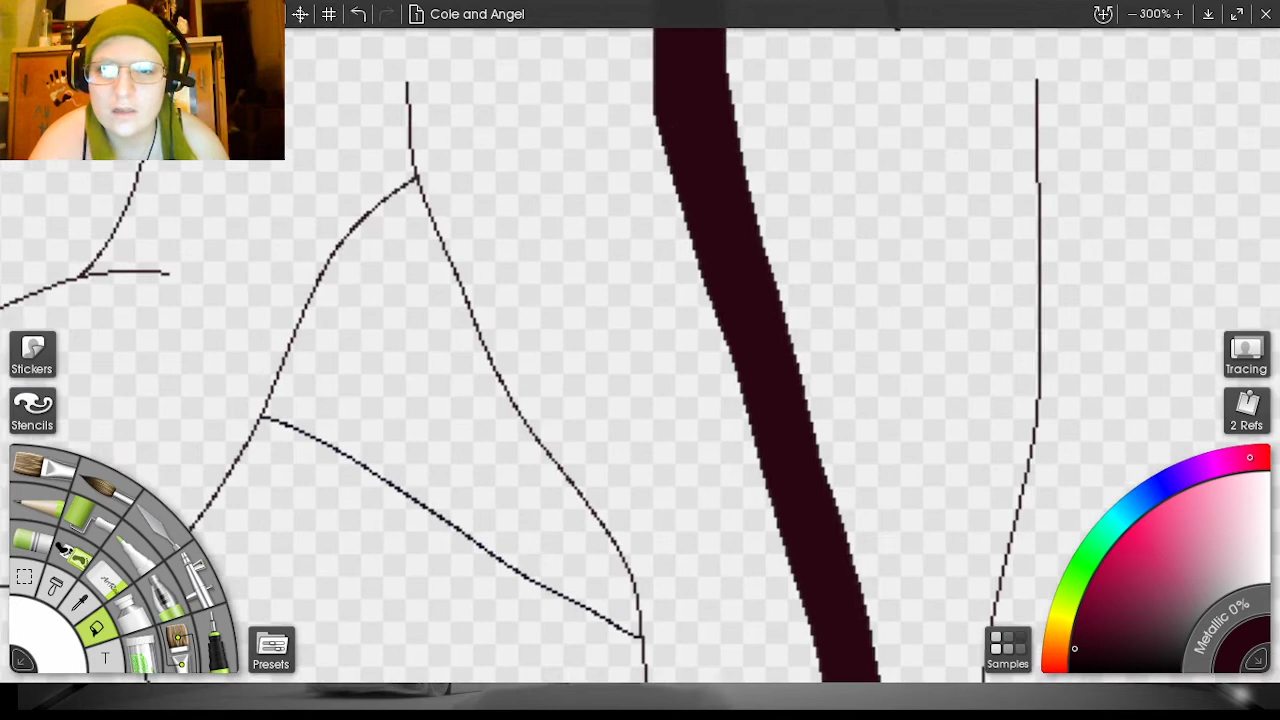 Cole and Angel
300%
Stickers
Stencils
Tracing
2 Refs
Metallic 0%
Presets
Samples
T